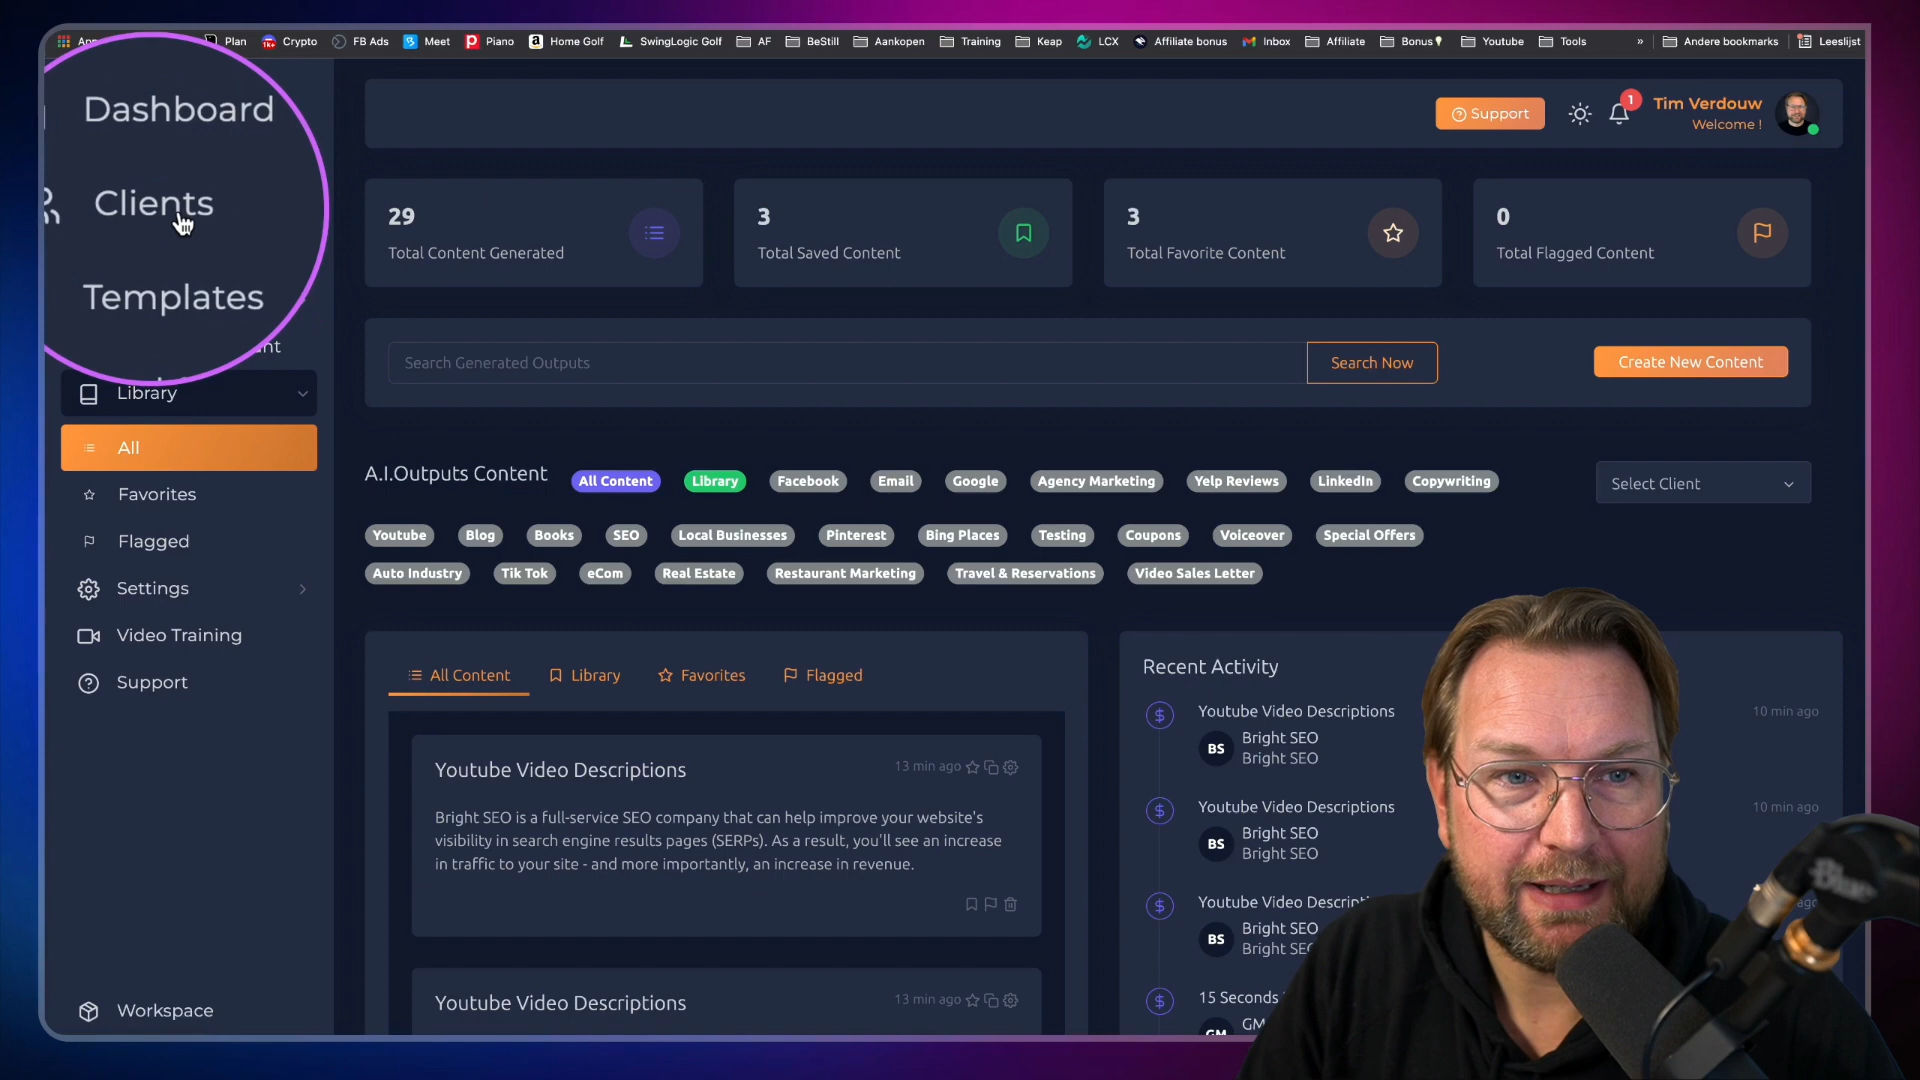 Plan Crypto FB Ads Meet Piano Home Golf SwingLogic Golf AF BeStill Aankopen Training Keap LCX Affiliate bonus Inbox Affiliate Bonus Youtube Tools » Andere bookmarks Leeslijst
Dashboard
Clients
Templates
Library
All
Favorites
Flagged
Settings
Video Training
Support
Workspace
Support
1
Tim Verdouw
Welcome !
29
Total Content Generated
3
Total Saved Content
3
Total Favorite Content
0
Total Flagged Content
Search Generated Outputs
Search Now
Create New Content
A.I.Outputs Content All Content Library Facebook Email Google Agency Marketing Yelp Reviews LinkedIn Copywriting
Select Client
Youtube Blog Books SEO Local Businesses Pinterest Bing Places Testing Coupons Voiceover Special Offers
Auto Industry Tik Tok eCom Real Estate Restaurant Marketing Travel & Reservations Video Sales Letter
All Content Library Favorites Flagged
Youtube Video Descriptions 13 min ago
Bright SEO is a full-service SEO company that can help improve your website's
visibility in search engine results pages (SERPs). As a result, you'll see an increase
in traffic to your site - and more importantly, an increase in revenue.
Youtube Video Descriptions 13 min ago
Recent Activity
Youtube Video Descriptions 10 min ago
BS
Bright SEO
Bright SEO
Youtube Video Descriptions 10 min ago
BS
Bright SEO
Bright SEO
Youtube Video
BS
Bright SEO
Bright
15 Seconds
GM